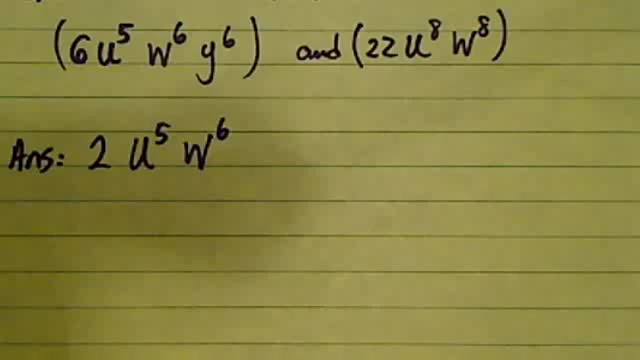 (6u⁵ w⁶ y⁶) and (22u⁸ w⁸)
Ans: 2 u⁵ w⁶